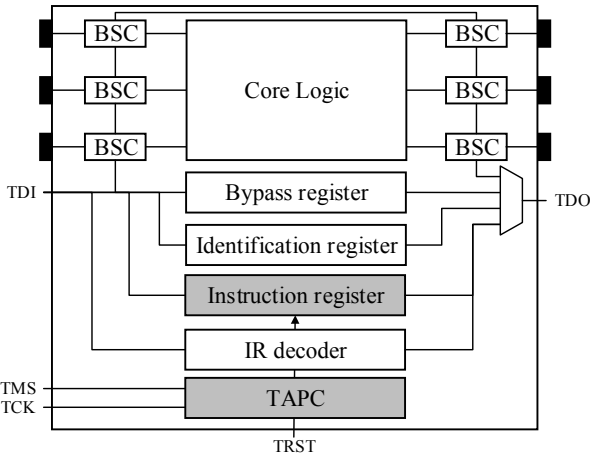 BSC
BSC
BSC
Core Logic
BSC
BSC
BSC
TDI
Bypass register
TDO
Identification register
Instruction register
IR decoder
TMS
TCK
TAPC
TRST